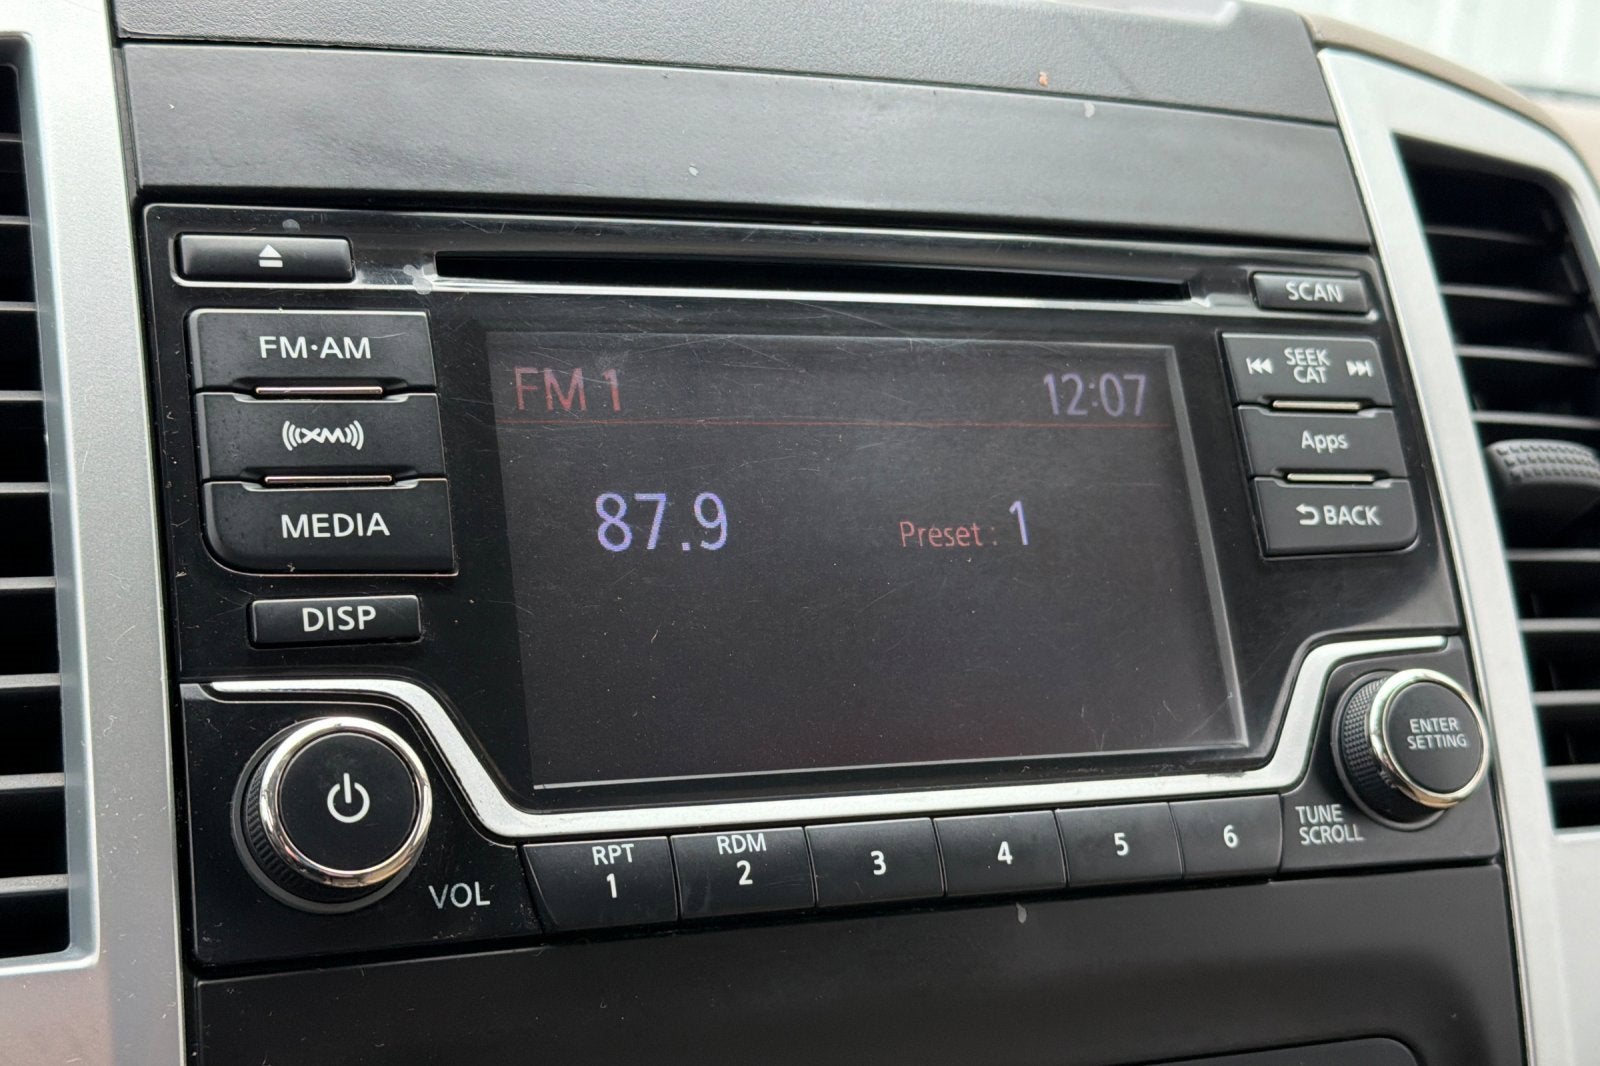 SCAN
FM·AM
SEEK
CAT
FM 1
12:07
XM
Apps
87.9
Preset : 1
MEDIA
BACK
DISP
ENTER
SETTING
TUNE
SCROLL
VOL
RPT
1
RDM
2
3
4
5
6